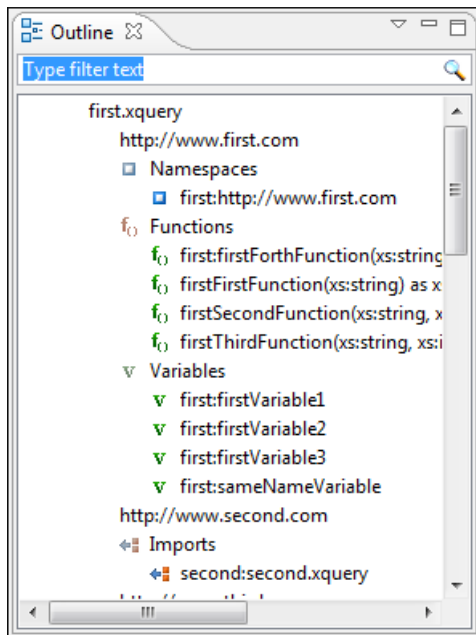 Outline
Type filter text
first.xquery
http://www.first.com
Namespaces
first:http://www.first.com
f() Functions
f() first:firstForthFunction(xs:string
f() firstFirstFunction(xs:string) as x
f() firstSecondFunction(xs:string, x
f() firstThirdFunction(xs:string, xs:i
v Variables
v first:firstVariable1
v first:firstVariable2
v first:firstVariable3
v first:sameNameVariable
http://www.second.com
Imports
second:second.xquery